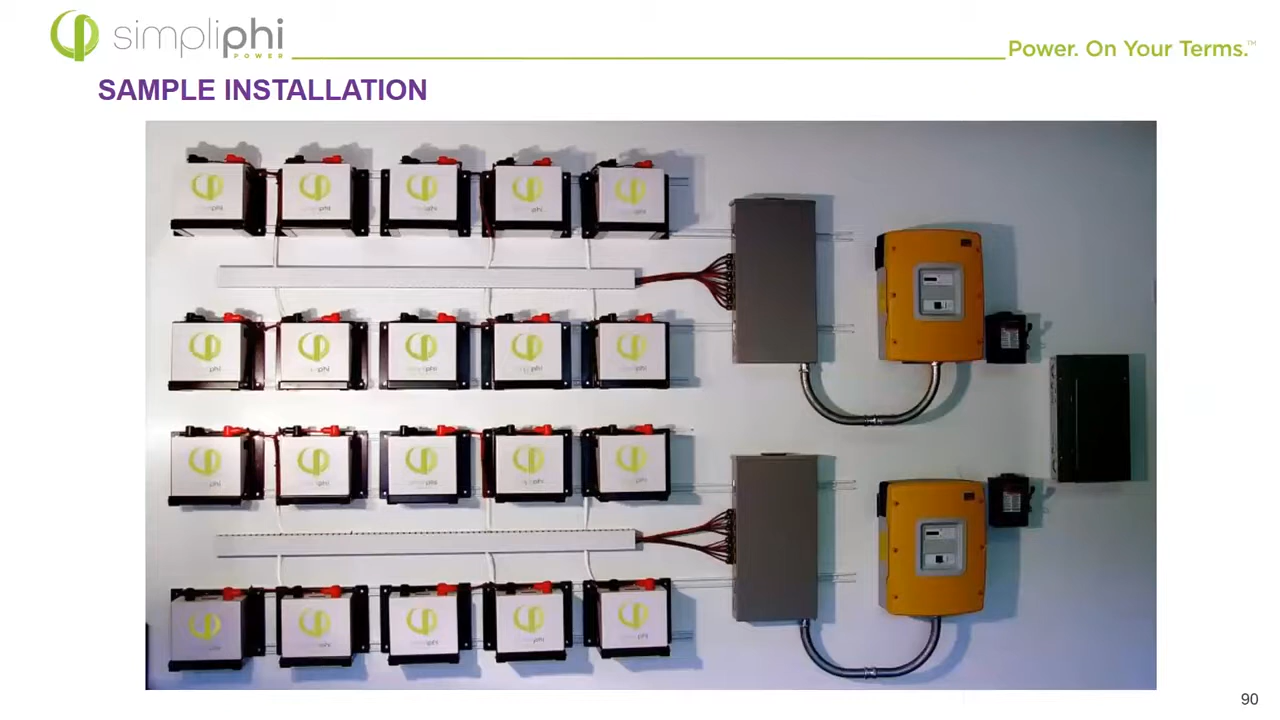 simpliphi
POWER
Power. On Your Terms.™
SAMPLE INSTALLATION
90